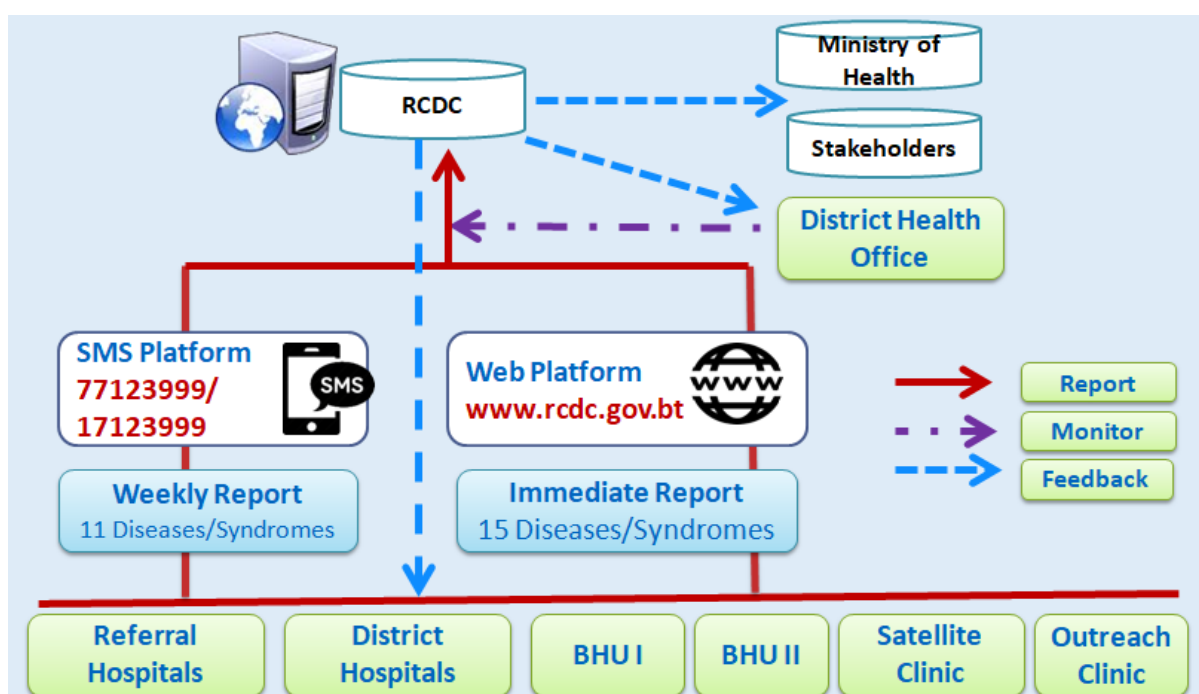 Ministry of
Health
RCDC
Stakeholders
District Health
Office
SMS Platform
77123999/
17123999
SMS
Web Platform
www.rcdc.gov.bt
www
Report
Monitor
Feedback
Weekly Report
11 Diseases/Syndromes
Immediate Report
15 Diseases/Syndromes
Referral
Hospitals
District
Hospitals
BHU I
BHU II
Satellite
Clinic
Outreach
Clinic